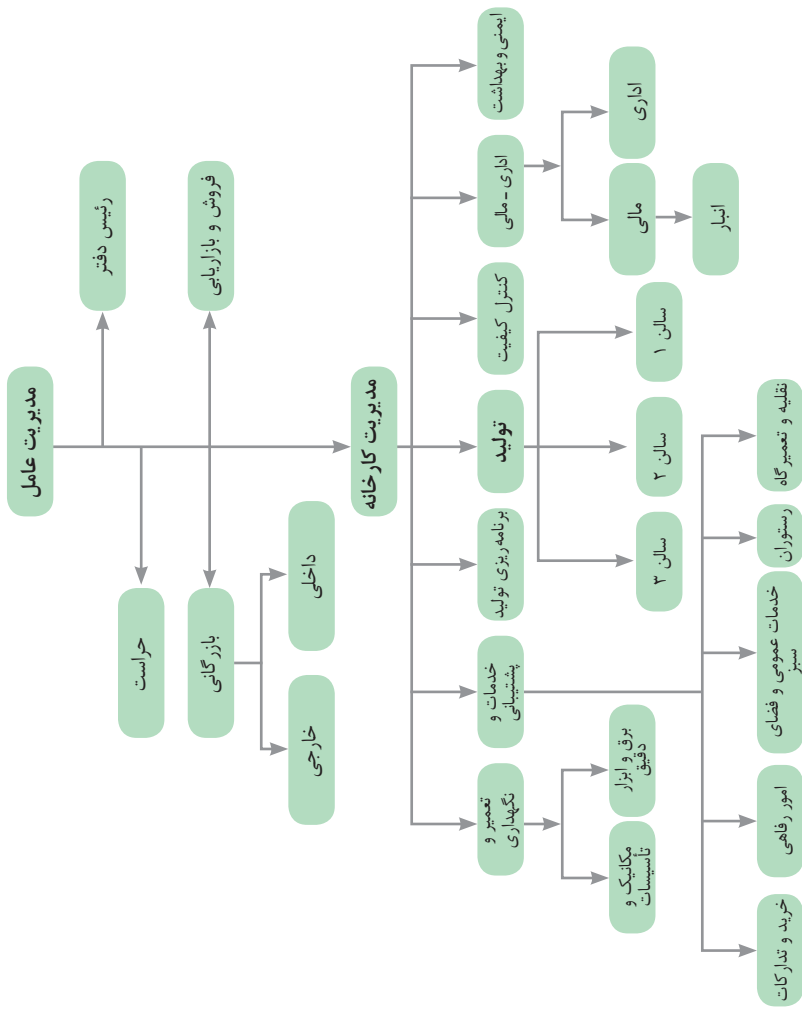 مدیریت عامل
رئیس دفتر
حراست
فروش و بازاریابی
بازرگانی
داخلی
خارجی
مدیریت کارخانه
ایمنی و بهداشت
اداری - مالی
کنترل کیفیت
تولید
برنامه‌ریزی تولید
خدمات و
پشتیبانی
تعمیر و
نگهداری
اداری
مالی
انبار
سالن ۱
سالن ۲
سالن ۳
برق و ابزار
دقیق
مکانیک و
تأسیسات
نقلیه و تعمیرگاه
رستوران
خدمات عمومی و فضای
سبز
امور رفاهی
خرید و تدارکات